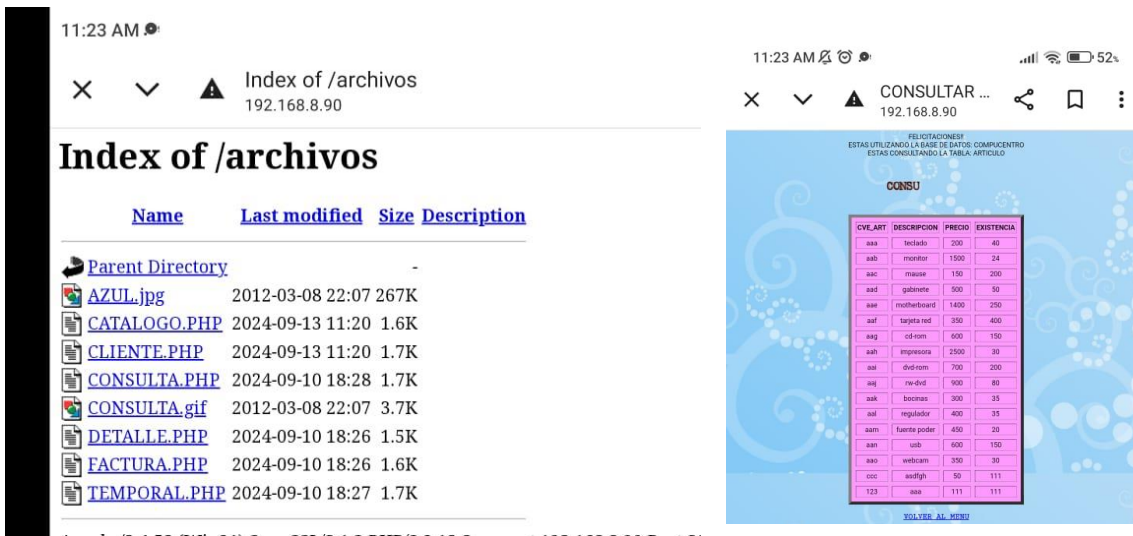 11:23 AM
Index of /archivos
192.168.8.90
Index of /archivos
Name Last modified Size Description
Parent Directory -
AZUL.jpg 2012-03-08 22:07 267K
CATALOGO.PHP 2024-09-13 11:20 1.6K
CLIENTE.PHP 2024-09-13 11:20 1.7K
CONSULTA.PHP 2024-09-10 18:28 1.7K
CONSULTA.gif 2012-03-08 22:07 3.7K
DETALLE.PHP 2024-09-10 18:26 1.5K
FACTURA.PHP 2024-09-10 18:26 1.6K
TEMPORAL.PHP 2024-09-10 18:27 1.7K
11:23 AM 52%
CONSULTAR ...
192.168.8.90
FELICITACIONES!!
ESTAS UTILIZANDO LA BASE DE DATOS: COMPUCENTRO
ESTAS CONSULTANDO LA TABLA: ARTICULO
CONSU
CVE_ART DESCRIPCION PRECIO EXISTENCIA
aaa teclado 200 40
aab monitor 1500 24
aac mause 150 200
aad gabinete 500 50
aae motherboard 1400 250
aaf tarjeta red 350 400
aag cd-rom 600 150
aah impresora 2500 30
aai dvd-rom 700 200
aaj rw-dvd 900 80
aak bocinas 300 35
aal regulador 400 35
aam fuente poder 450 20
aan usb 600 150
aao webcam 350 30
ccc asdfgh 50 111
123 aaa 111 111
VOLVER AL MENU